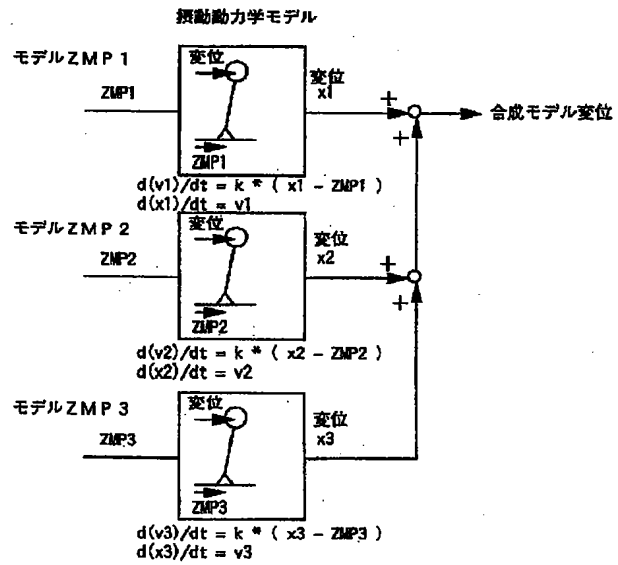 摂動動力学モデル
モデルZMP1
ZMP1
変位
ZMP1
変位
x1
+
+
合成モデル変位
d(v1)/dt = k * ( x1 - ZMP1 )
d(x1)/dt = v1
モデルZMP2
ZMP2
変位
ZMP2
変位
x2
+
+
d(v2)/dt = k * ( x2 - ZMP2 )
d(x2)/dt = v2
モデルZMP3
ZMP3
変位
ZMP3
変位
x3
d(v3)/dt = k * ( x3 - ZMP3 )
d(x3)/dt = v3